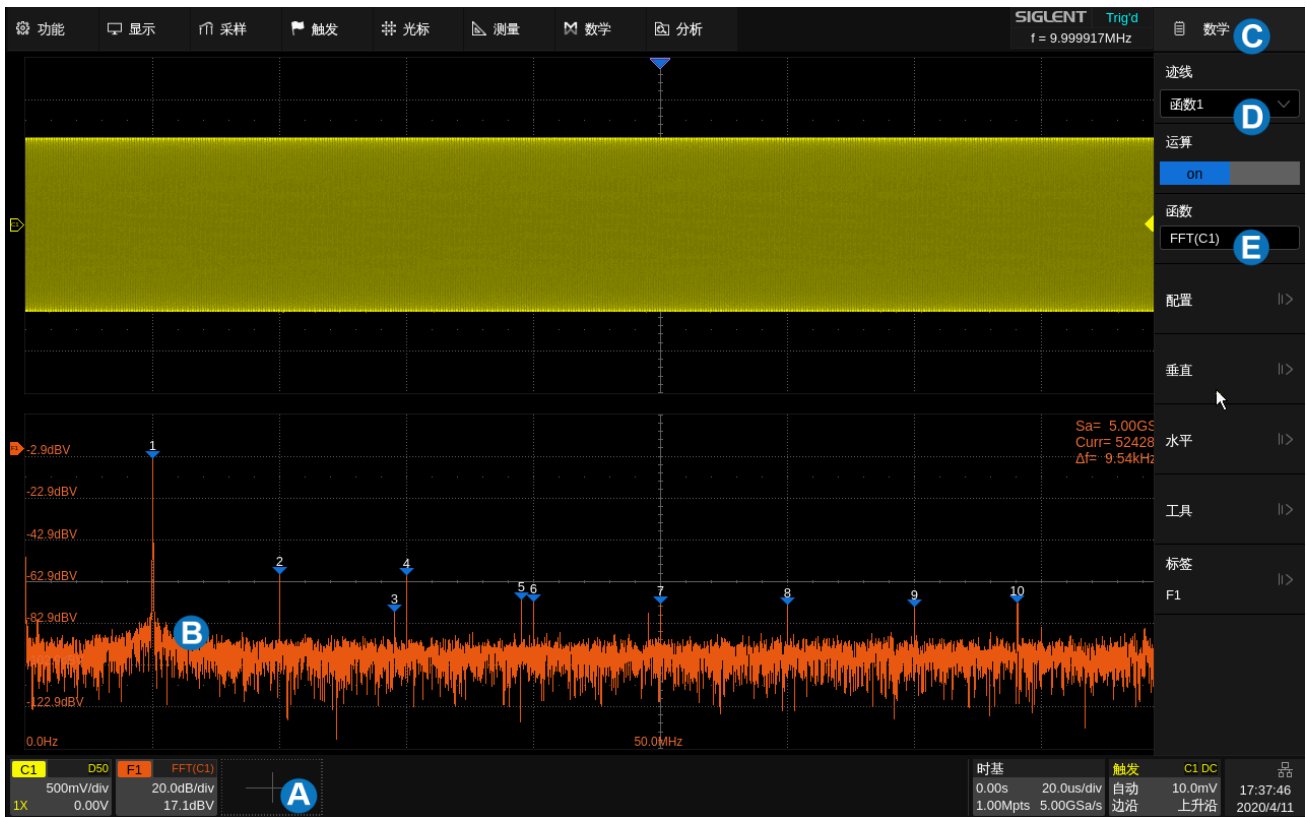 功能
显示
采样
触发
光标
测量
数学
分析
SIGLENT Trig'd
f = 9.999917MHz
数学
C
迹线
函数1
D
运算
on
函数
FFT(C1)
E
配置
垂直
水平
工具
标签
F1
C1
F1
Sa= 5.00GS
Curr= 52428
Δf= 9.54kHz
-2.9dBV
-22.9dBV
-42.9dBV
-62.9dBV
-82.9dBV
-122.9dBV
1
2
3
4
5
6
7
8
9
10
B
0.0Hz
50.0MHz
C1 D50
500mV/div
1X 0.00V
F1 FFT(C1)
20.0dB/div
17.1dBV
A
时基
0.00s 20.0us/div
1.00Mpts 5.00GSa/s
触发 C1 DC
自动 10.0mV
边沿 上升沿
17:37:46
2020/4/11